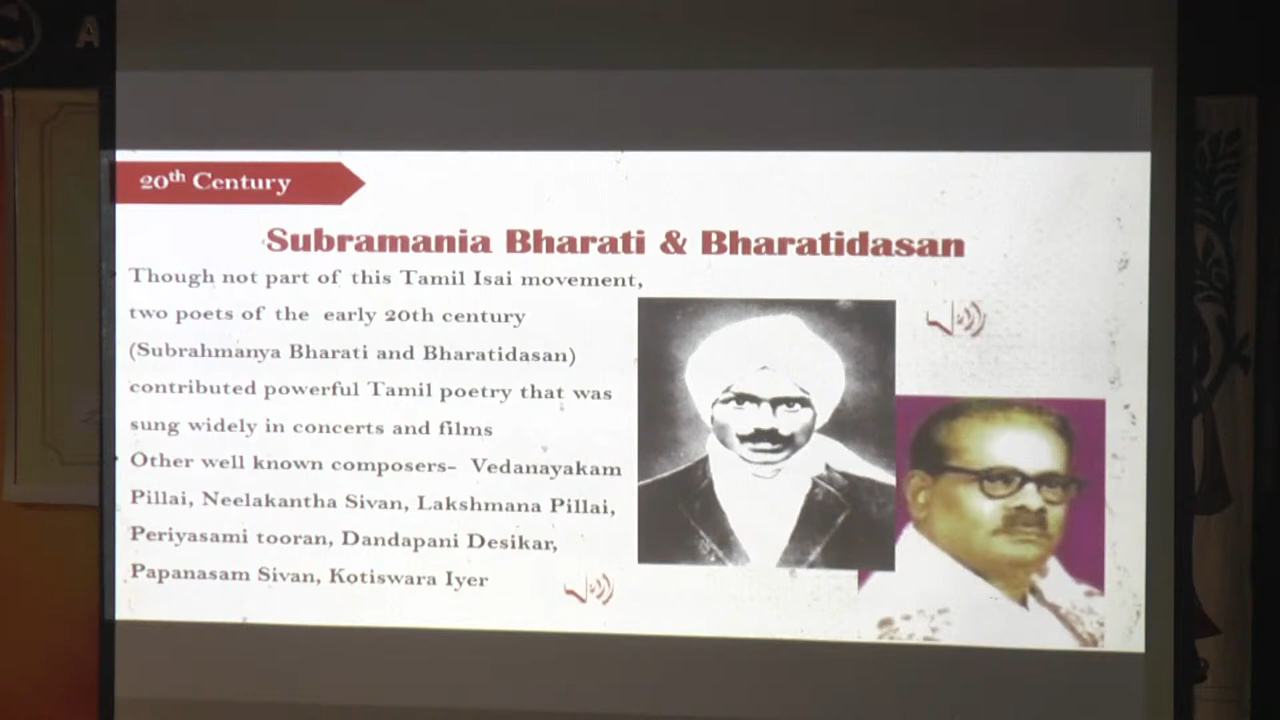 A
20th Century
Subramania Bharati & Bharatidasan
Though not part of this Tamil Isai movement,
two poets of the early 20th century
(Subrahmanya Bharati and Bharatidasan)
contributed powerful Tamil poetry that was
sung widely in concerts and films
Other well known composers- Vedanayakam
Pillai, Neelakantha Sivan, Lakshmana Pillai,
Periyasami tooran, Dandapani Desikar,
Papanasam Sivan, Kotiswara Iyer